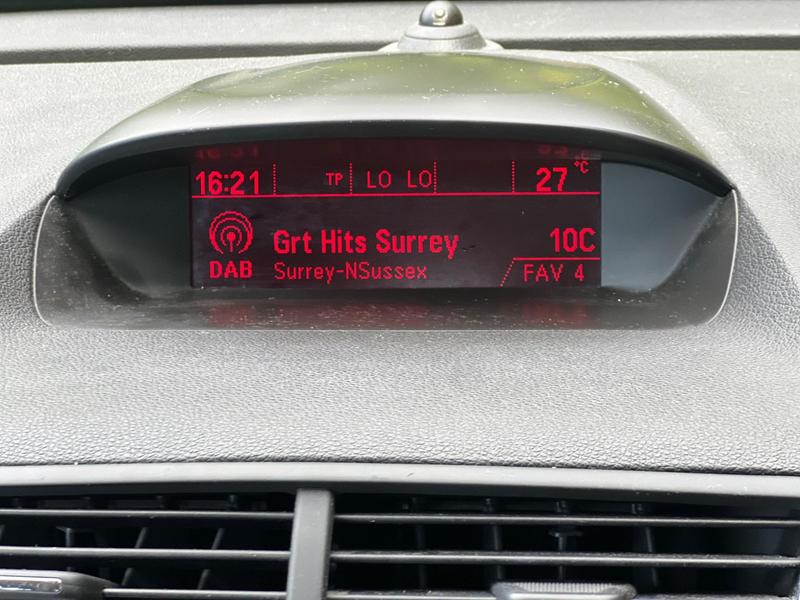 16:21 TP LO LO 27 °C
Grt Hits Surrey 10C
DAB Surrey-NSussex FAV 4